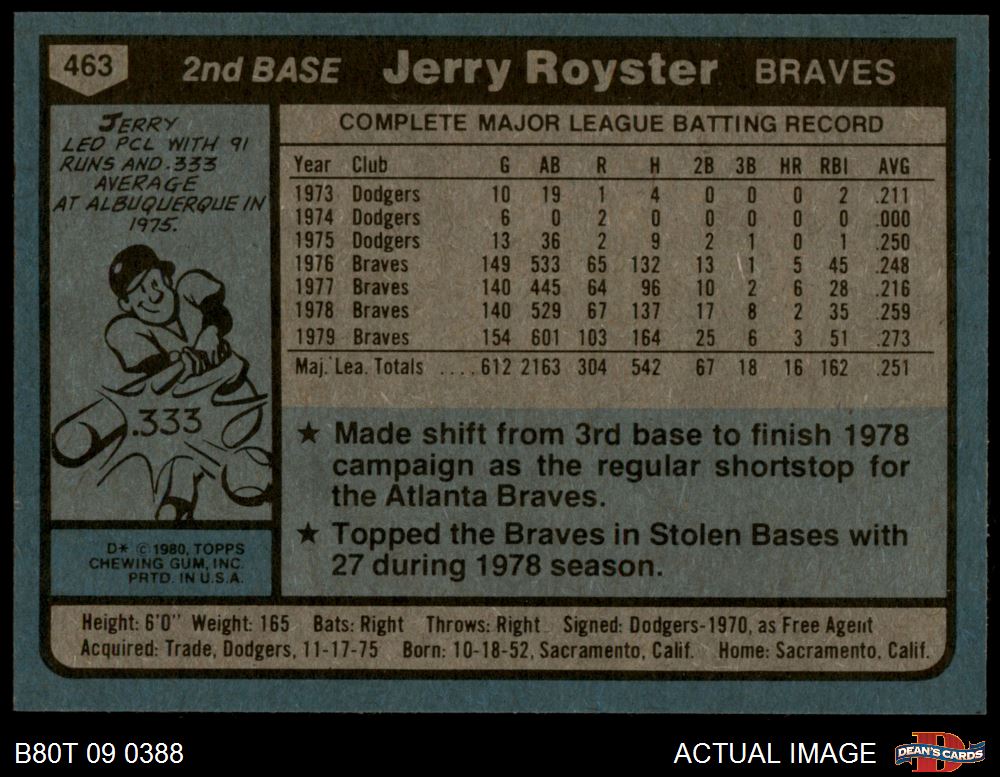 463 2nd BASE Jerry Royster BRAVES
JERRY
LED PCL WITH 91
RUNS AND .333
AVERAGE
AT ALBUQUERQUE IN
1975.
.333
D* © 1980, TOPPS
CHEWING GUM, INC.
PRTD. IN U.S.A.
COMPLETE MAJOR LEAGUE BATTING RECORD
Year Club G AB R H 2B 3B HR RBI AVG
1973 Dodgers 10 19 1 4 0 0 0 2 .211
1974 Dodgers 6 0 2 0 0 0 0 0 .000
1975 Dodgers 13 36 2 9 2 1 0 1 .250
1976 Braves 149 533 65 132 13 1 5 45 .248
1977 Braves 140 445 64 96 10 2 6 28 .216
1978 Braves 140 529 67 137 17 8 2 35 .259
1979 Braves 154 601 103 164 25 6 3 51 .273
Maj. Lea. Totals ....612 2163 304 542 67 18 16 162 .251
★ Made shift from 3rd base to finish 1978
campaign as the regular shortstop for
the Atlanta Braves.
★ Topped the Braves in Stolen Bases with
27 during 1978 season.
Height: 6'0" Weight: 165 Bats: Right Throws: Right Signed: Dodgers-1970, as Free Agent
Acquired: Trade, Dodgers, 11-17-75 Born: 10-18-52, Sacramento, Calif. Home: Sacramento, Calif.
B80T 09 0388 ACTUAL IMAGE DEAN'S CARDS